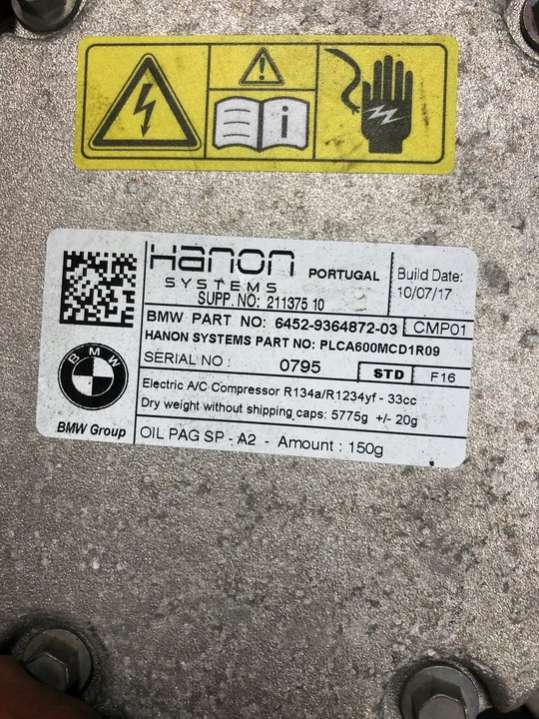 Hanon
SYSTEMS
PORTUGAL
Build Date:
10/07/17
SUPP. NO: 211375 10
BMW PART NO: 6452-9364872-03 CMP01
HANON SYSTEMS PART NO: PLCA600MCD1R09
SERIAL NO : 0795 STD F16
Electric A/C Compressor R134a/R1234yf - 33cc
Dry weight without shipping caps: 5775g +/- 20g
OIL PAG SP - A2 - Amount : 150g
BMW
BMW Group
i